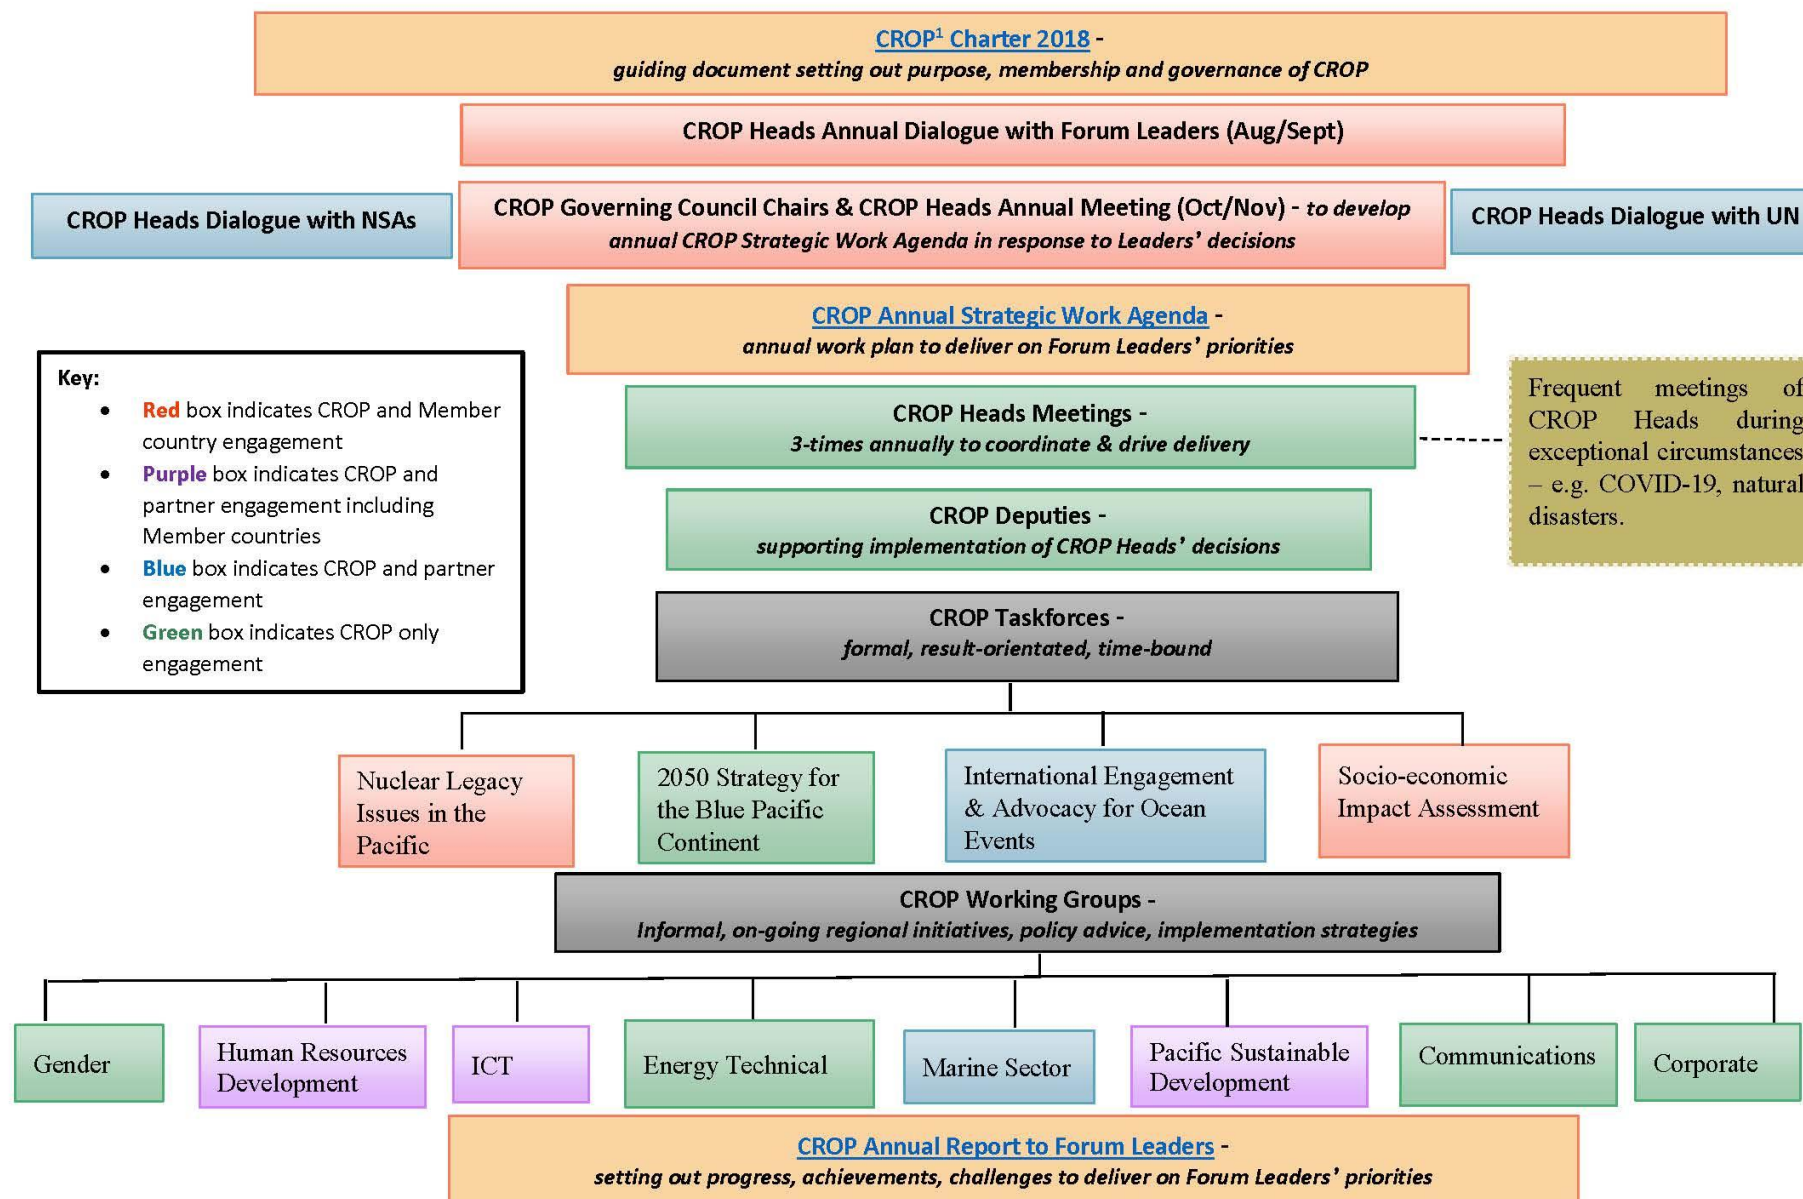 CROP¹ Charter 2018 -
guiding document setting out purpose, membership and governance of CROP
CROP Heads Annual Dialogue with Forum Leaders (Aug/Sept)
CROP Heads Dialogue with NSAs
CROP Governing Council Chairs & CROP Heads Annual Meeting (Oct/Nov) - to develop
annual CROP Strategic Work Agenda in response to Leaders’ decisions
CROP Heads Dialogue with UN
CROP Annual Strategic Work Agenda -
annual work plan to deliver on Forum Leaders’ priorities
Key:
• Red box indicates CROP and Member
country engagement
• Purple box indicates CROP and
partner engagement including
Member countries
• Blue box indicates CROP and partner
engagement
• Green box indicates CROP only
engagement
CROP Heads Meetings -
3-times annually to coordinate & drive delivery
Frequent meetings of
CROP Heads during
exceptional circumstances
– e.g. COVID-19, natural
disasters.
CROP Deputies -
supporting implementation of CROP Heads’ decisions
CROP Taskforces -
formal, result-orientated, time-bound
Nuclear Legacy
Issues in the
Pacific
2050 Strategy for
the Blue Pacific
Continent
International Engagement
& Advocacy for Ocean
Events
Socio-economic
Impact Assessment
CROP Working Groups -
Informal, on-going regional initiatives, policy advice, implementation strategies
Gender
Human Resources
Development
ICT
Energy Technical
Marine Sector
Pacific Sustainable
Development
Communications
Corporate
CROP Annual Report to Forum Leaders -
setting out progress, achievements, challenges to deliver on Forum Leaders’ priorities